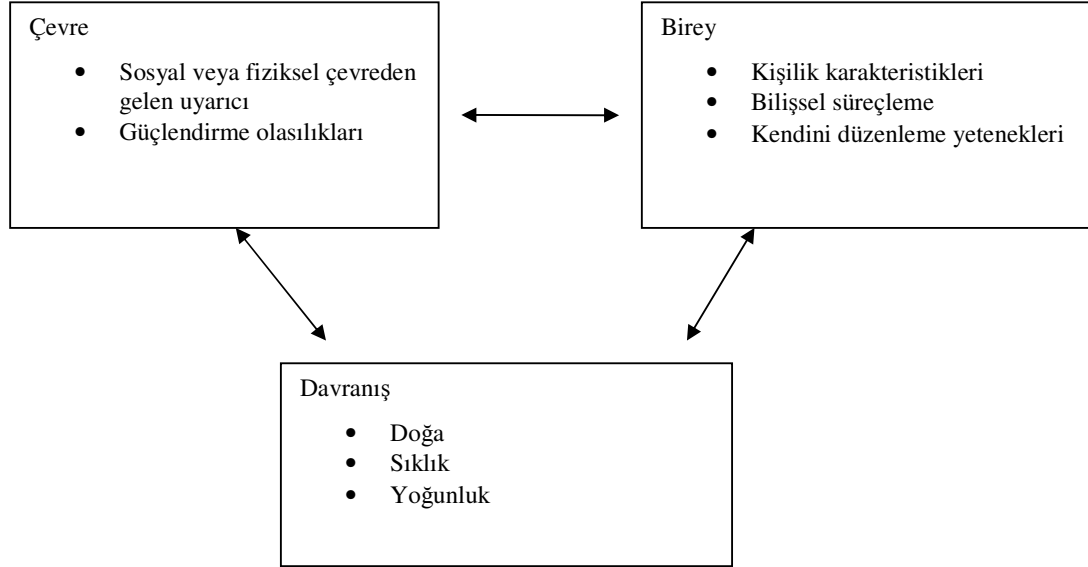 Çevre
• Sosyal veya fiziksel çevreden
gelen uyarıcı
• Güçlendirme olasılıkları
Birey
• Kişilik karakteristikleri
• Bilişsel süreçleme
• Kendini düzenleme yetenekleri
Davranış
• Doğa
• Sıklık
• Yoğunluk